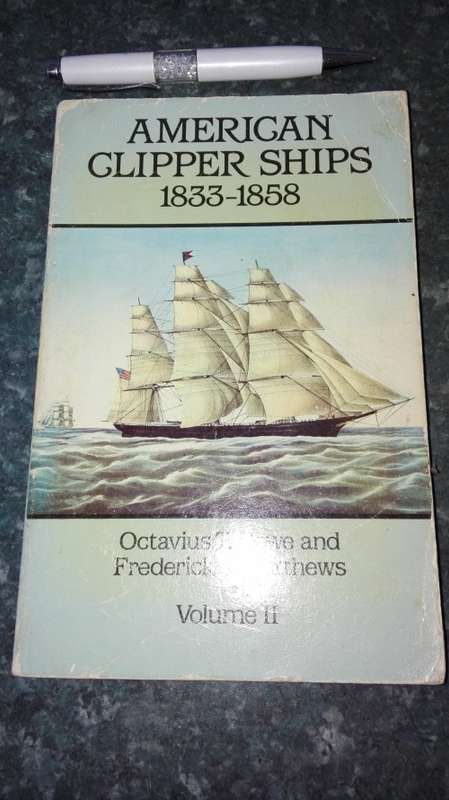 AMERICAN
CLIPPER SHIPS
1833-1858
Octavius T. and
Frederick
Volume II